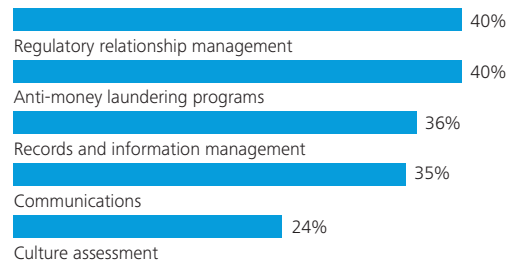 40%
Regulatory relationship management
40%
Anti-money laundering programs
36%
Records and information management
35%
Communications
24%
Culture assessment